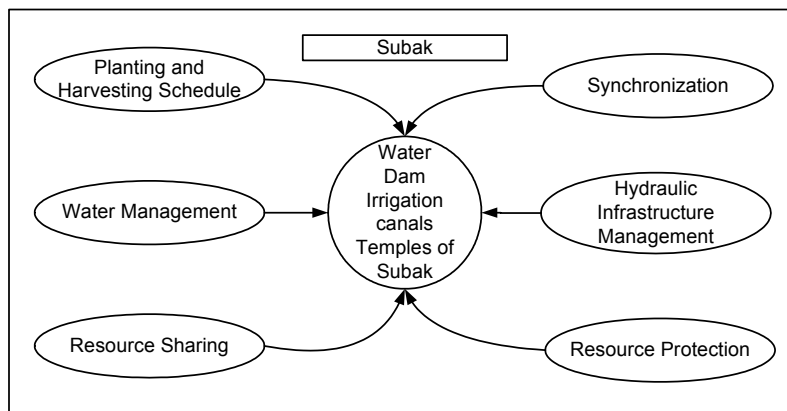 Subak
Planting and
Harvesting Schedule
Synchronization
Water
Dam
Irrigation
canals
Temples of
Subak
Water Management
Hydraulic
Infrastructure
Management
Resource Sharing
Resource Protection